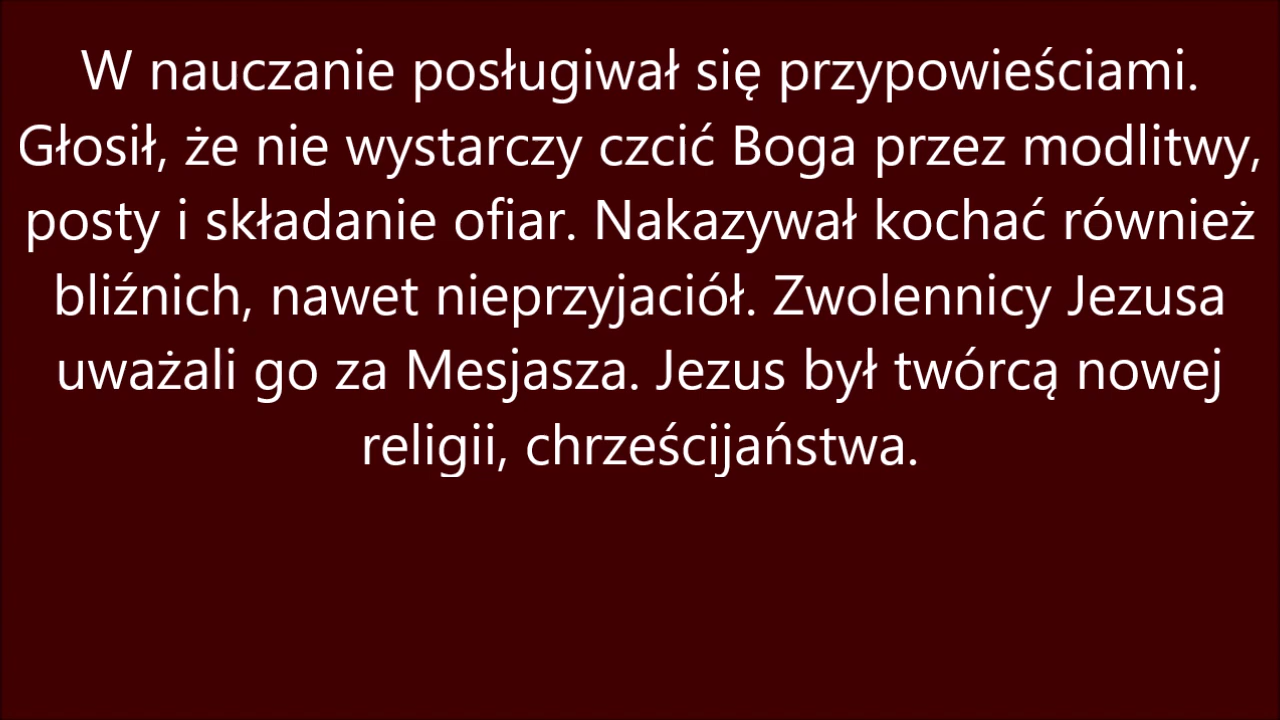 W nauczanie posługiwał się przypowieściami.
Głosił, że nie wystarczy czcić Boga przez modlitwy,
posty i składanie ofiar. Nakazywał kochać również
bliźnich, nawet nieprzyjaciół. Zwolennicy Jezusa
uważali go za Mesjasza. Jezus był twórcą nowej
religii, chrześcijaństwa.